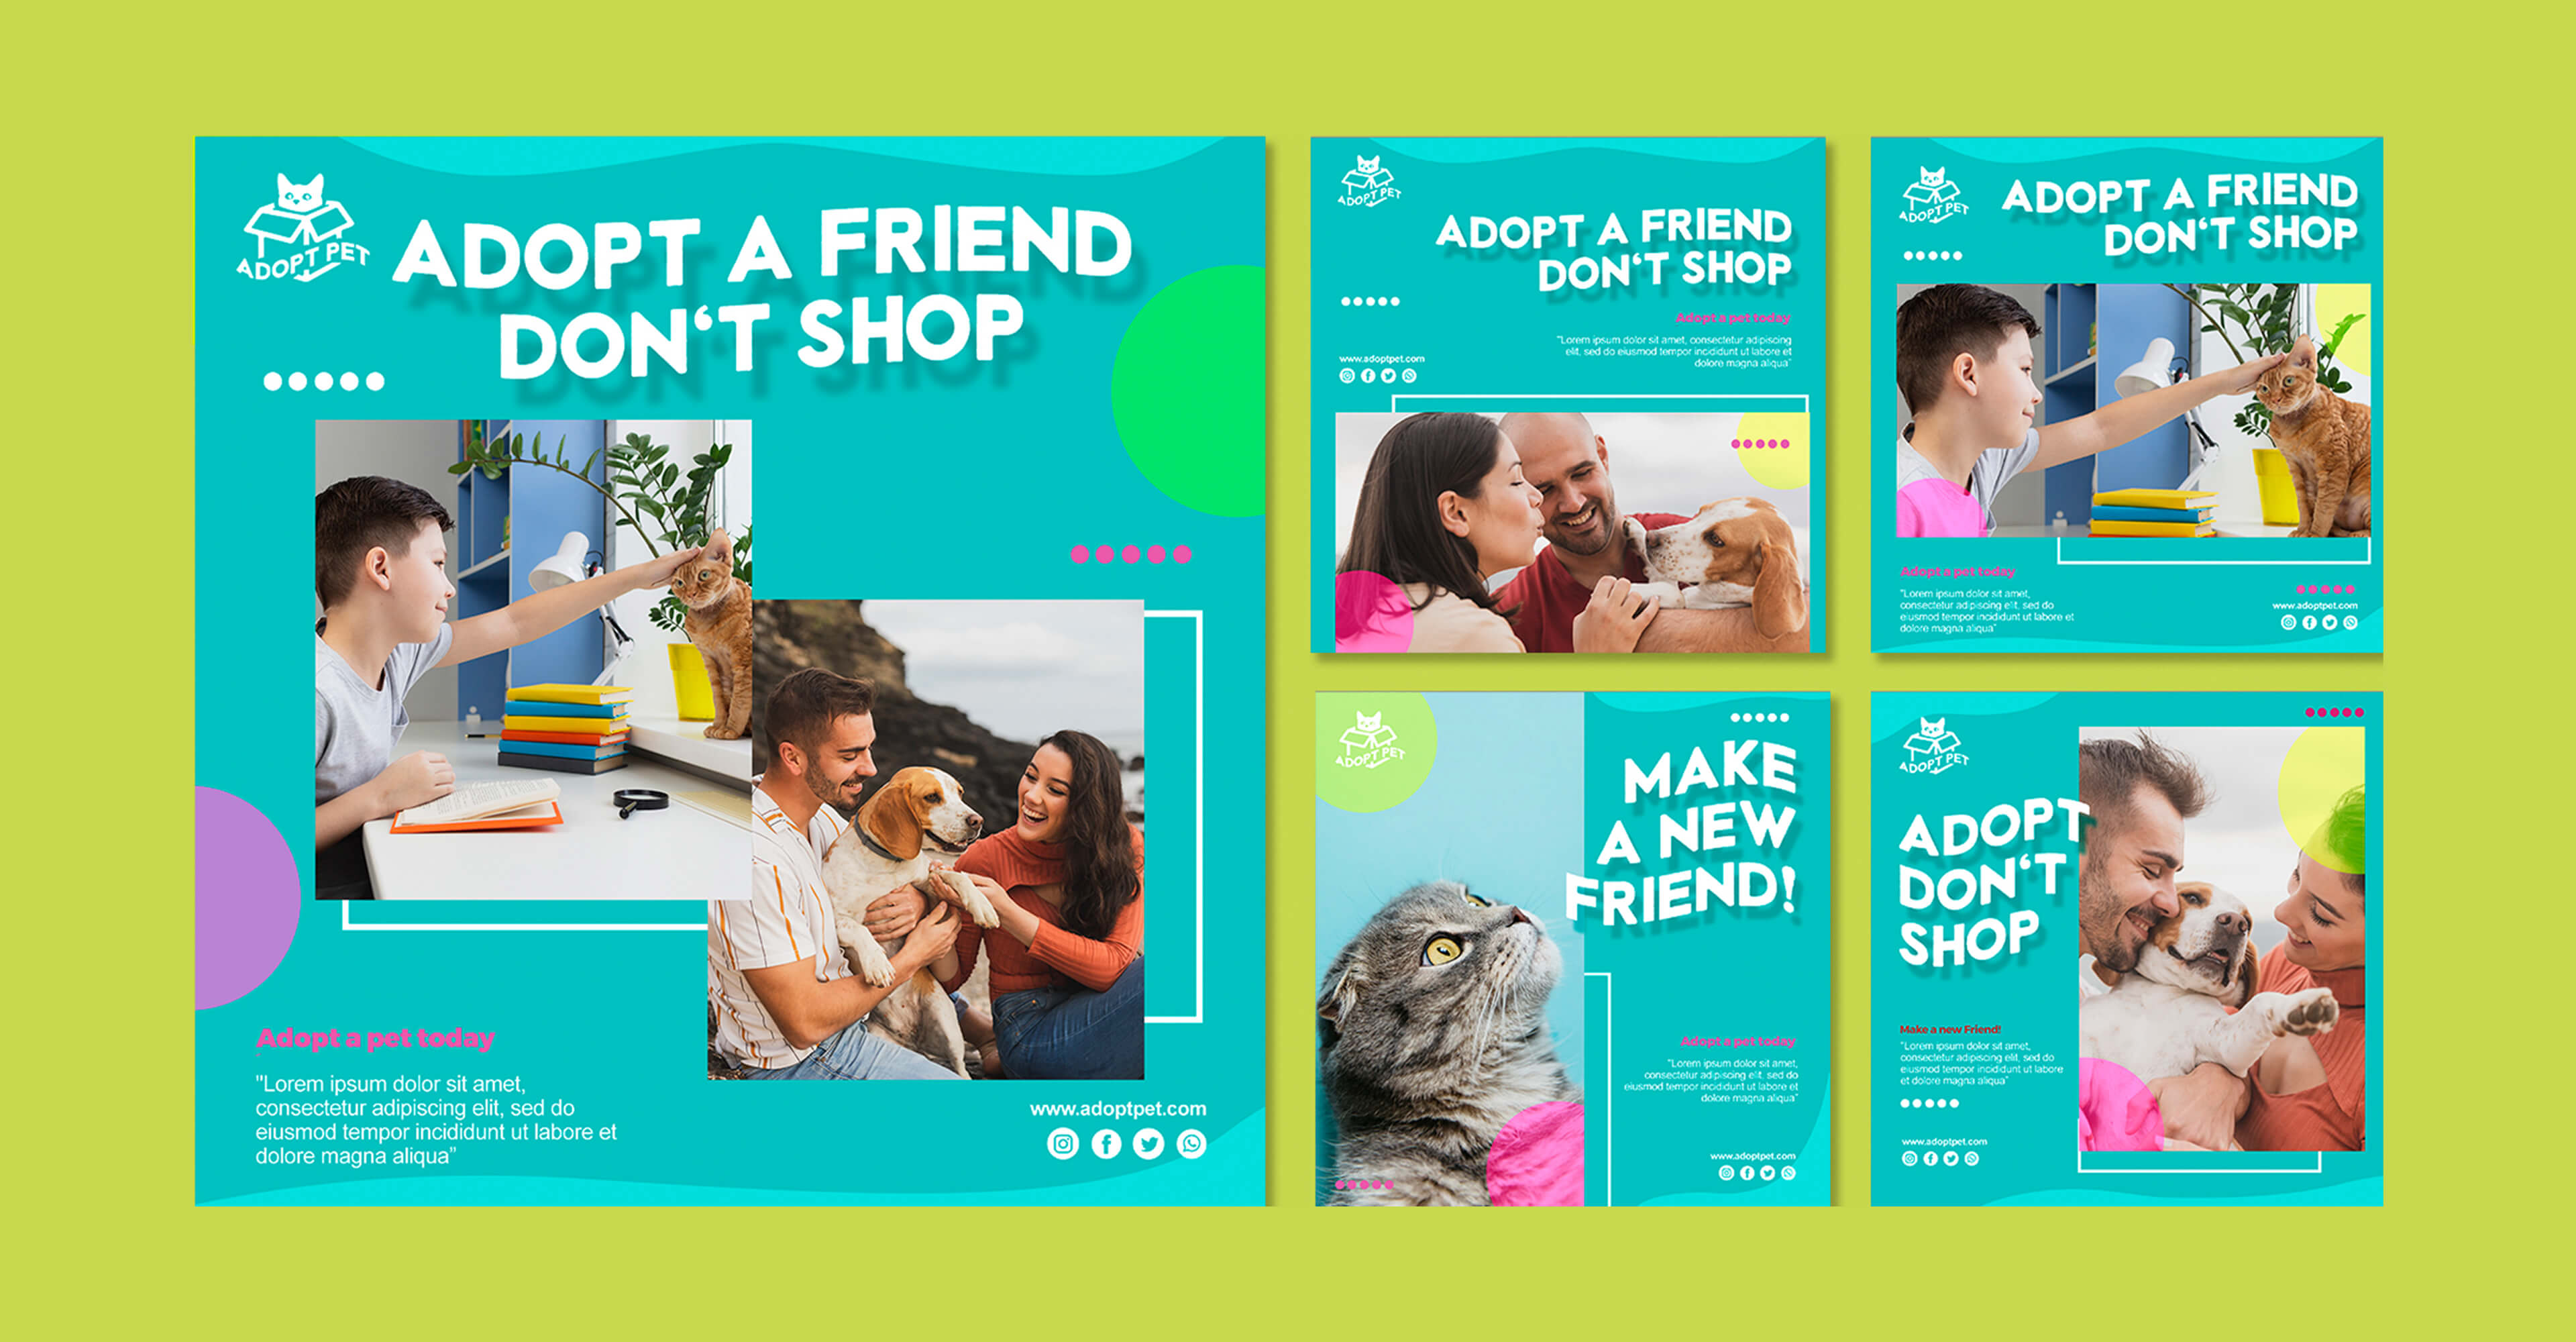 ADOPT PET
ADOPT A FRIEND
DON‘T SHOP
Adopt a pet today
"Lorem ipsum dolor sit amet,
consectetur adipiscing elit, sed do
eiusmod tempor incididunt ut labore et
dolore magna aliqua”
www.adoptpet.com
ADOPT PET
ADOPT A FRIEND
DON‘T SHOP
Adopt a pet today
"Lorem ipsum dolor sit amet, consectetur adipiscing
elit, sed do eiusmod tempor incididunt ut labore et
dolore magna aliqua”
www.adoptpet.com
ADOPT PET
ADOPT A FRIEND
DON‘T SHOP
Adopt a pet today
"Lorem ipsum dolor sit amet,
consectetur adipiscing elit, sed do
eiusmod tempor incididunt ut labore et
dolore magna aliqua”
www.adoptpet.com
ADOPT PET
MAKE
A NEW
FRIEND!
Adopt a pet today
"Lorem ipsum dolor sit amet,
consectetur adipiscing elit, sed do
eiusmod tempor incididunt ut labore et
dolore magna aliqua”
www.adoptpet.com
ADOPT PET
ADOPT
DON‘T
SHOP
Make a new Friend!
"Lorem ipsum dolor sit amet,
consectetur adipiscing elit, sed do
eiusmod tempor incididunt ut labore
et dolore magna aliqua”
www.adoptpet.com